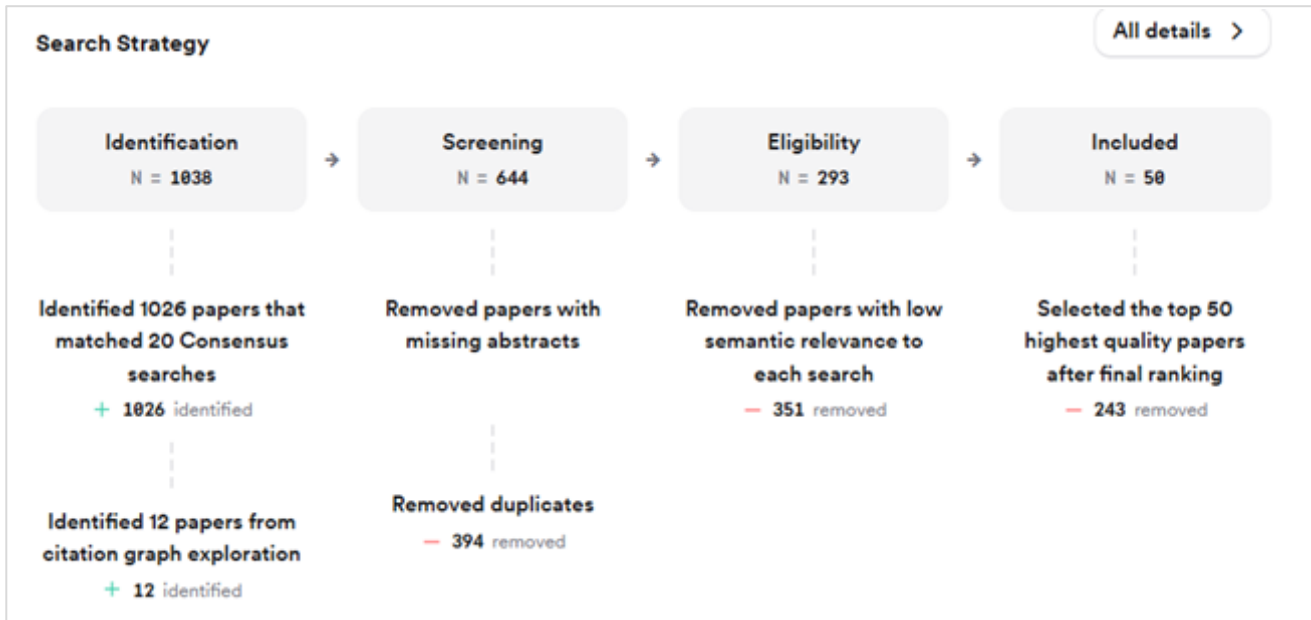 Search Strategy
All details
Identification
N = 1038
Screening
N = 644
Eligibility
N = 293
Included
N = 50
Identified 1026 papers that
matched 20 Consensus
searches
+ 1026 identified
Identified 12 papers from
citation graph exploration
+ 12 identified
Removed papers with
missing abstracts
Removed duplicates
− 394 removed
Removed papers with low
semantic relevance to
each search
− 351 removed
Selected the top 50
highest quality papers
after final ranking
− 243 removed